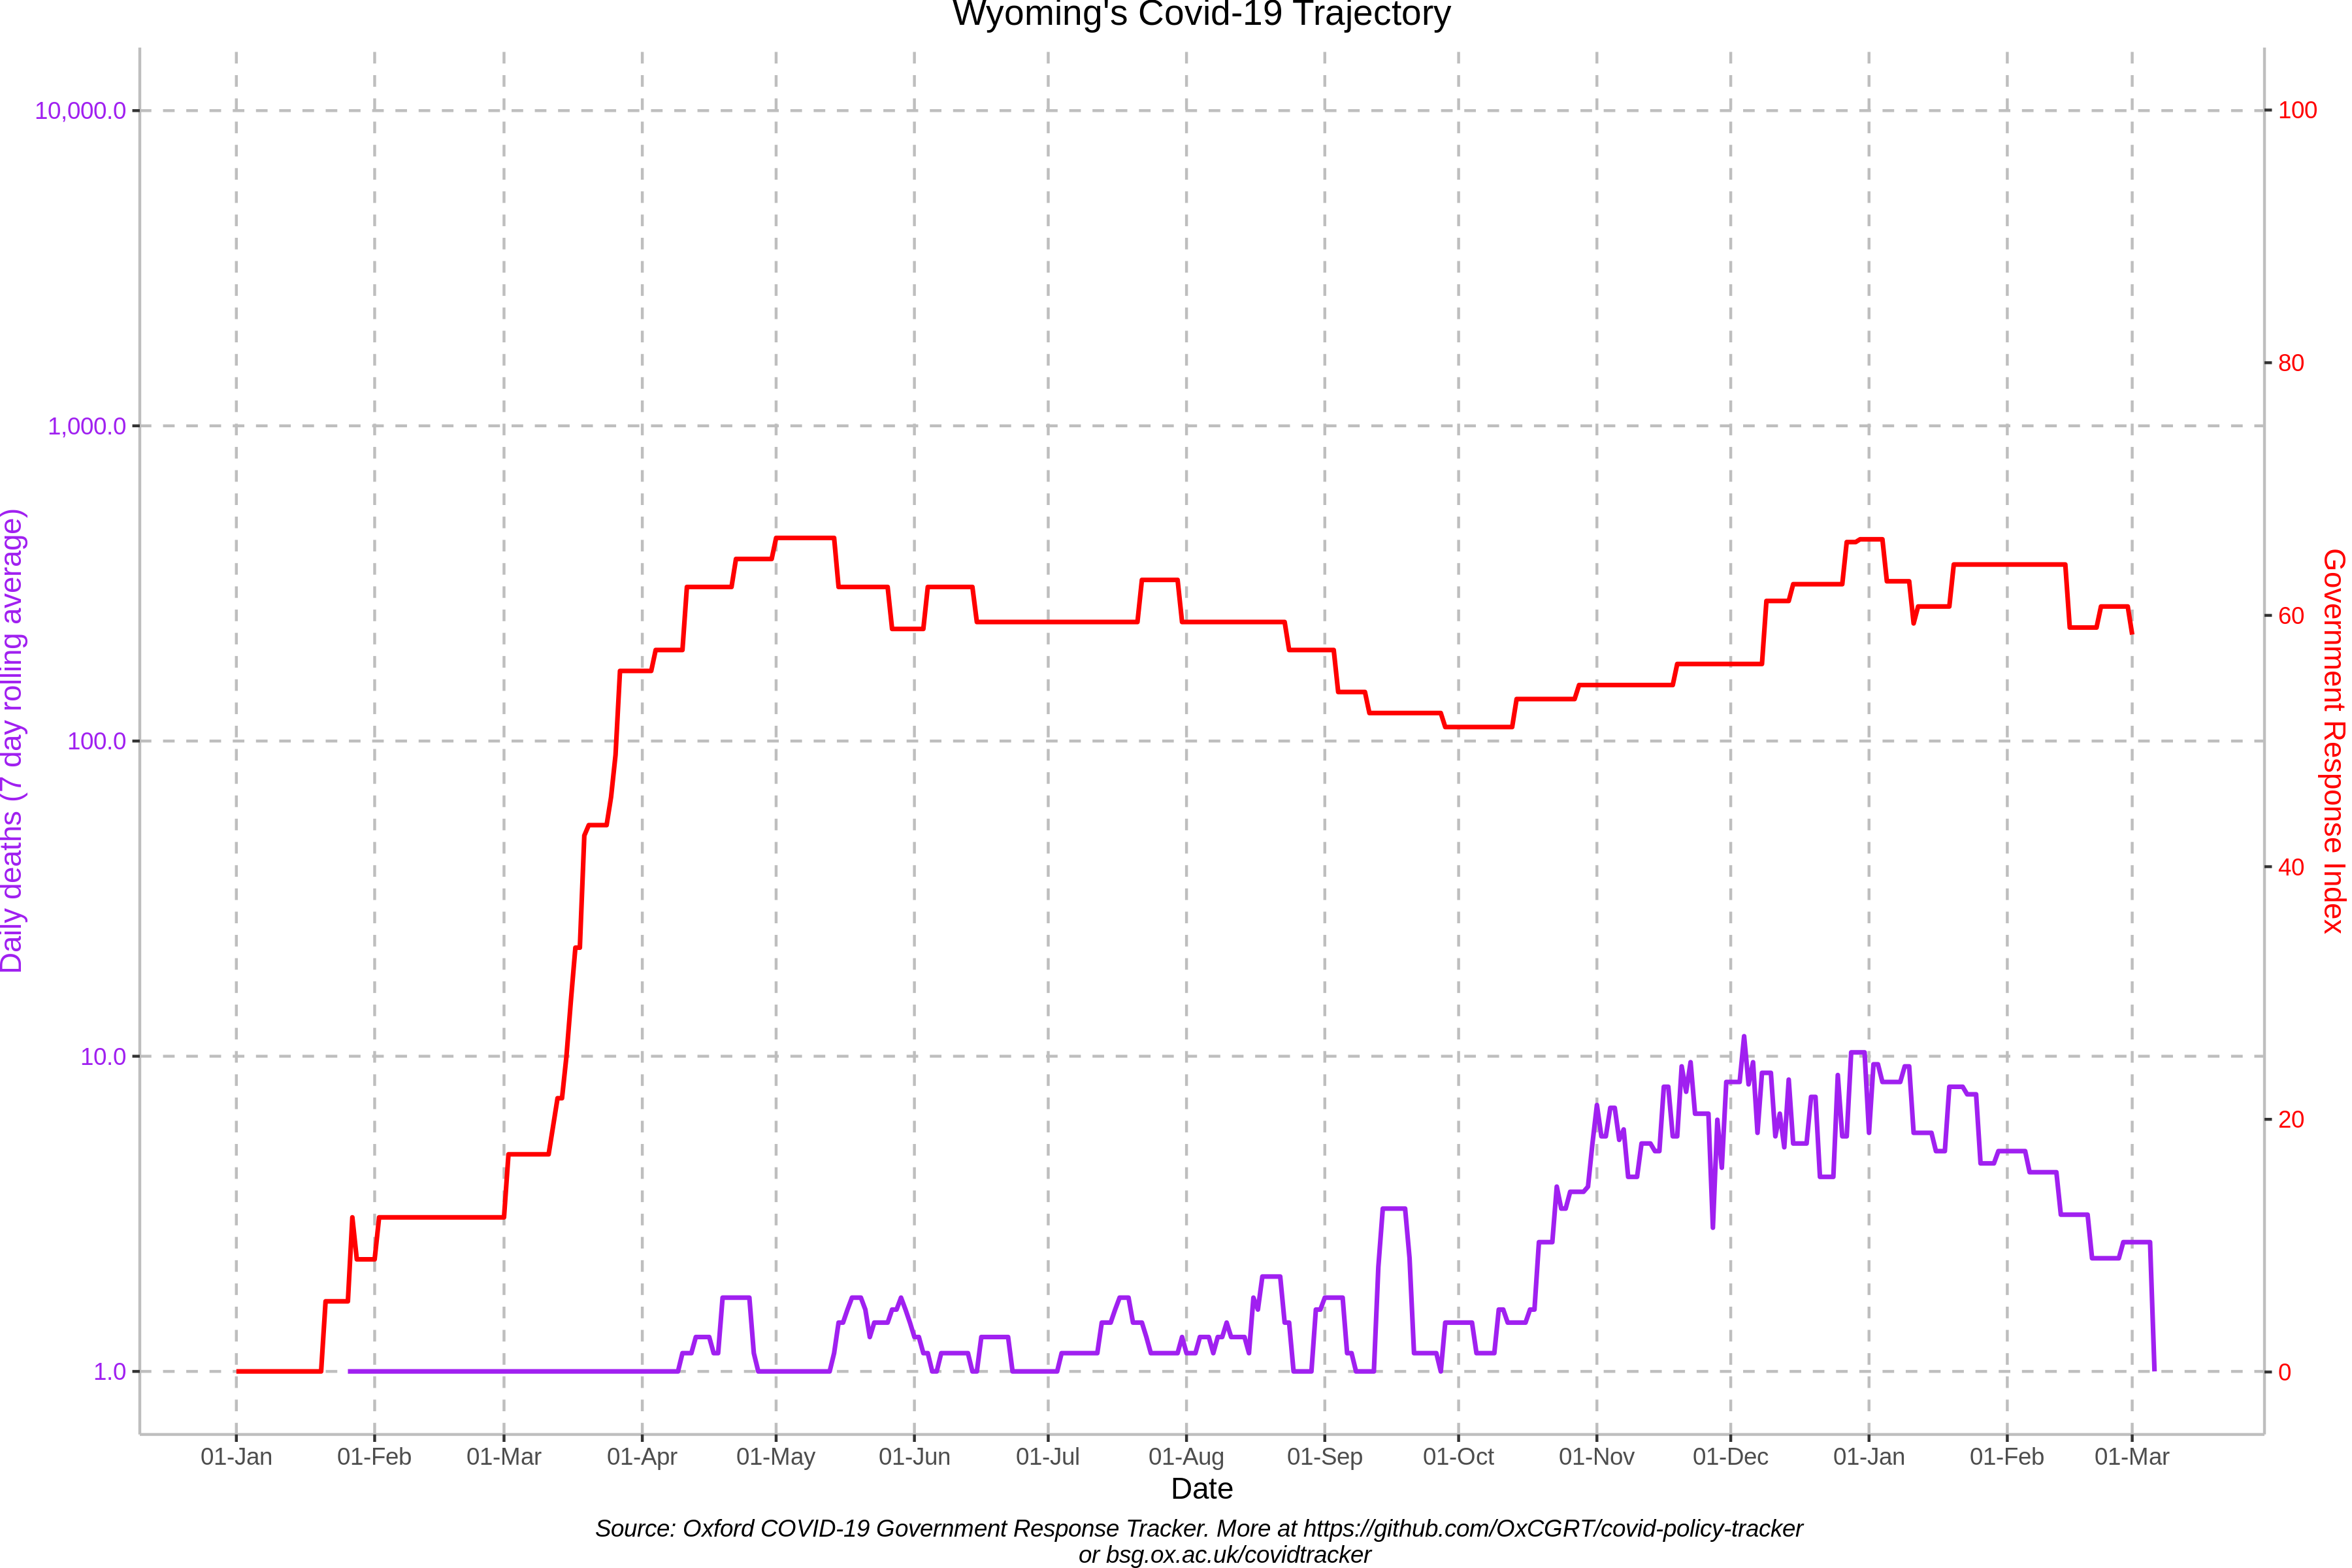 Wyoming's Covid-19 Trajectory
10,000.0
1,000.0
100.0
10.0
1.0
Daily deaths (7 day rolling average)
100
80
60
40
20
0
Government Response Index
01-Jan
01-Feb
01-Mar
01-Apr
01-May
01-Jun
01-Jul
01-Aug
01-Sep
01-Oct
01-Nov
01-Dec
01-Jan
01-Feb
01-Mar
Date
Source: Oxford COVID-19 Government Response Tracker. More at https://github.com/OxCGRT/covid-policy-tracker
or bsg.ox.ac.uk/covidtracker